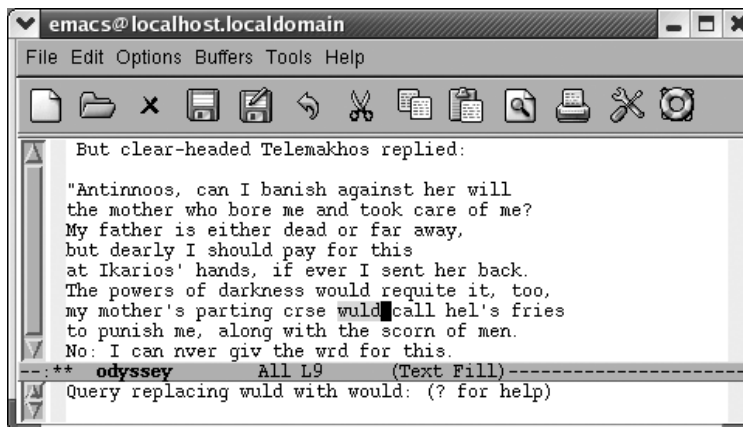 emacs@localhost.localdomain
File Edit Options Buffers Tools Help
But clear-headed Telemakhos replied:
"Antinnoos, can I banish against her will
the mother who bore me and took care of me?
My father is either dead or far away,
but dearly I should pay for this
at Ikarios' hands, if ever I sent her back.
The powers of darkness would requite it, too,
my mother's parting crse wuld call hel's fries
to punish me, along with the scorn of men.
No: I can nver giv the wrd for this.
--:** odyssey All L9 (Text Fill)-----------------------
Query replacing wuld with would: (? for help)